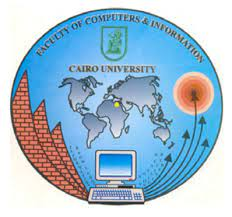 FACULTY OF COMPUTERS & INFORMATION
CAIRO UNIVERSITY